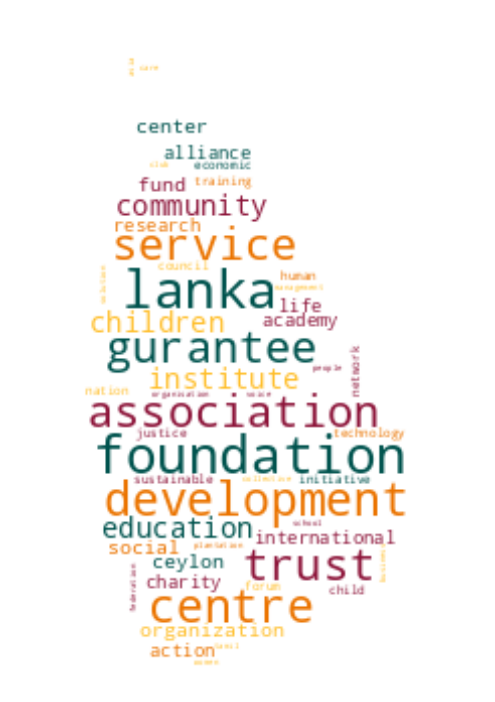 asia
care
center
alliance
club economic
fund training
community
research
service
council
human
lanka
management
life
children academy
gurantee
people
network
institute
nation organisation voice
association
justice technology
foundation
sustainable collective initiative
development
school
education
international
social plantation
ceylon
trust
business
charity forum
child
federation
centre
organization
action
women